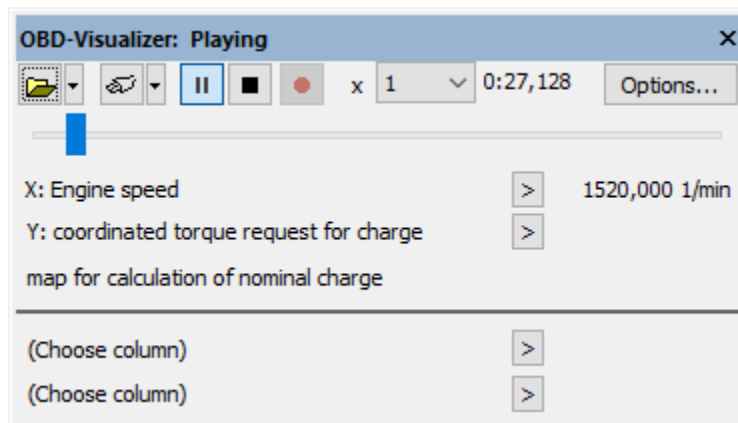 OBD-Visualizer: Playing
x 1 0:27,128 Options...
X: Engine speed > 1520,000 1/min
Y: coordinated torque request for charge >
map for calculation of nominal charge
(Choose column) >
(Choose column) >